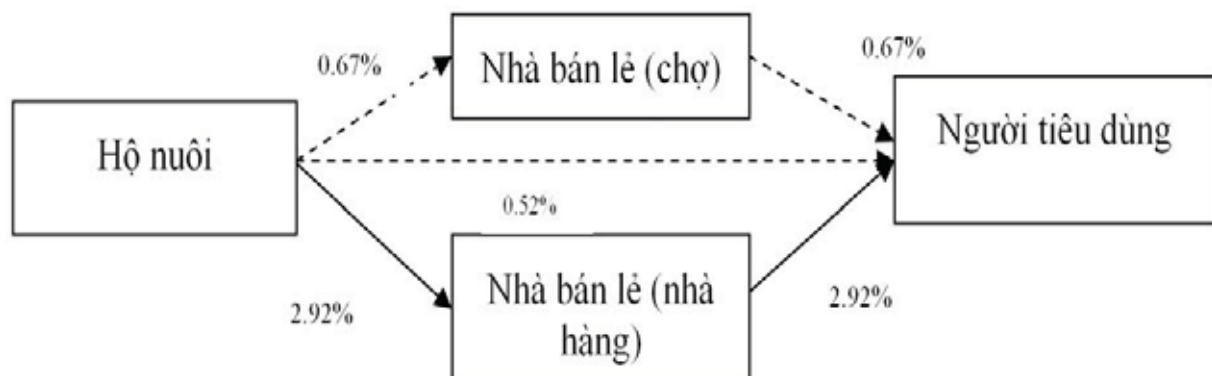 0.67%
Nhà bán lẻ (chợ)
0.67%
Hộ nuôi
Người tiêu dùng
0.52%
2.92%
Nhà bán lẻ (nhà
hàng)
2.92%